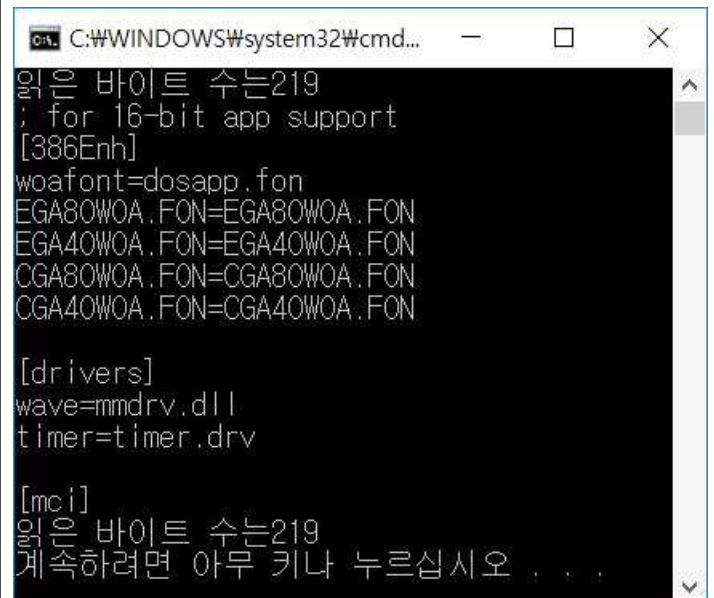 C:₩WINDOWS₩system32₩cmd...
읽은 바이트 수는219
; for 16-bit app support
[386Enh]
woafont=dosapp.fon
EGA80WOA.FON=EGA80WOA.FON
EGA40WOA.FON=EGA40WOA.FON
CGA80WOA.FON=CGA80WOA.FON
CGA40WOA.FON=CGA40WOA.FON
[drivers]
wave=mmdrv.dll
timer=timer.drv
[mci]
읽은 바이트 수는219
계속하려면 아무 키나 누르십시오 . . .